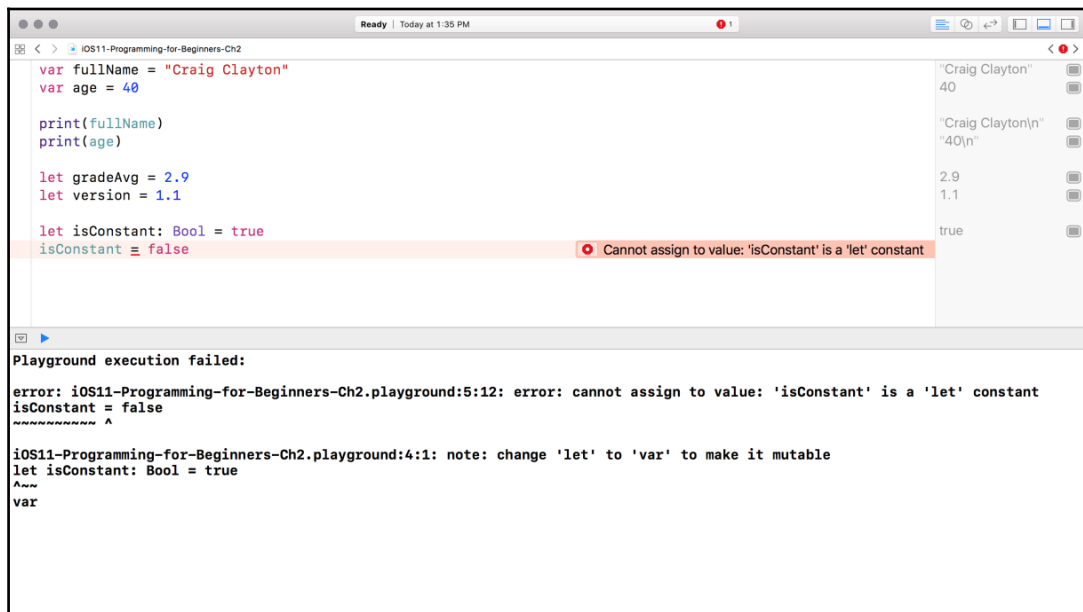 Ready | Today at 1:35 PM 1
iOS11-Programming-for-Beginners-Ch2
var fullName = "Craig Clayton" "Craig Clayton"
var age = 40 40
print(fullName) "Craig Clayton\n"
print(age) "40\n"
let gradeAvg = 2.9 2.9
let version = 1.1 1.1
let isConstant: Bool = true true
isConstant = false Cannot assign to value: 'isConstant' is a 'let' constant
Playground execution failed:
error: iOS11-Programming-for-Beginners-Ch2.playground:5:12: error: cannot assign to value: 'isConstant' is a 'let' constant
isConstant = false
~~~~~~~~~~ ^
iOS11-Programming-for-Beginners-Ch2.playground:4:1: note: change 'let' to 'var' to make it mutable
let isConstant: Bool = true
^~~
var